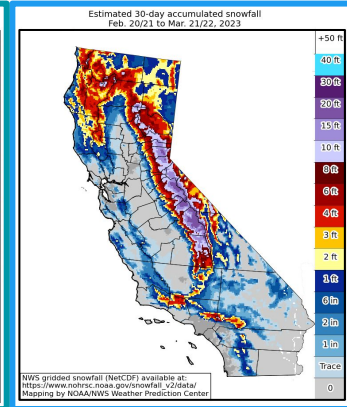 Estimated 30-day accumulated snowfall
Feb. 20/21 to Mar. 21/22, 2023
+50 ft
40 ft
30 ft
20 ft
15 ft
10 ft
8 ft
6 ft
4 ft
3 ft
2 ft
1 ft
6 in
2 in
1 in
Trace
0
NWS gridded snowfall (NetCDF) available at:
https://www.nohrsc.noaa.gov/snowfall_v2/data/
Mapping by NOAA/NWS Weather Prediction Center